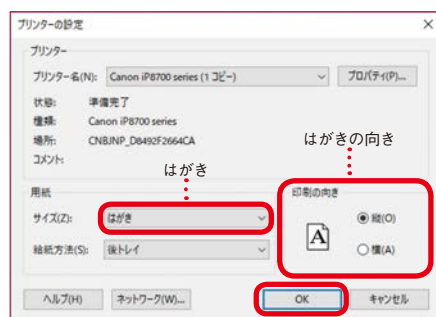 プリンターの設定
プリンター
プリンター名(N): Canon iP8700 series (1 コピー) プロパティ(P)...
状態: 準備完了
種類: Canon iP8700 series
場所: CNBJNP_D8492F2664CA
コメント:
はがき
はがきの向き
用紙
サイズ(Z): はがき
給紙方法(S): 後トレイ
印刷の向き
A
縦(O)
横(A)
ヘルプ(H) ネットワーク(W)... OK キャンセル